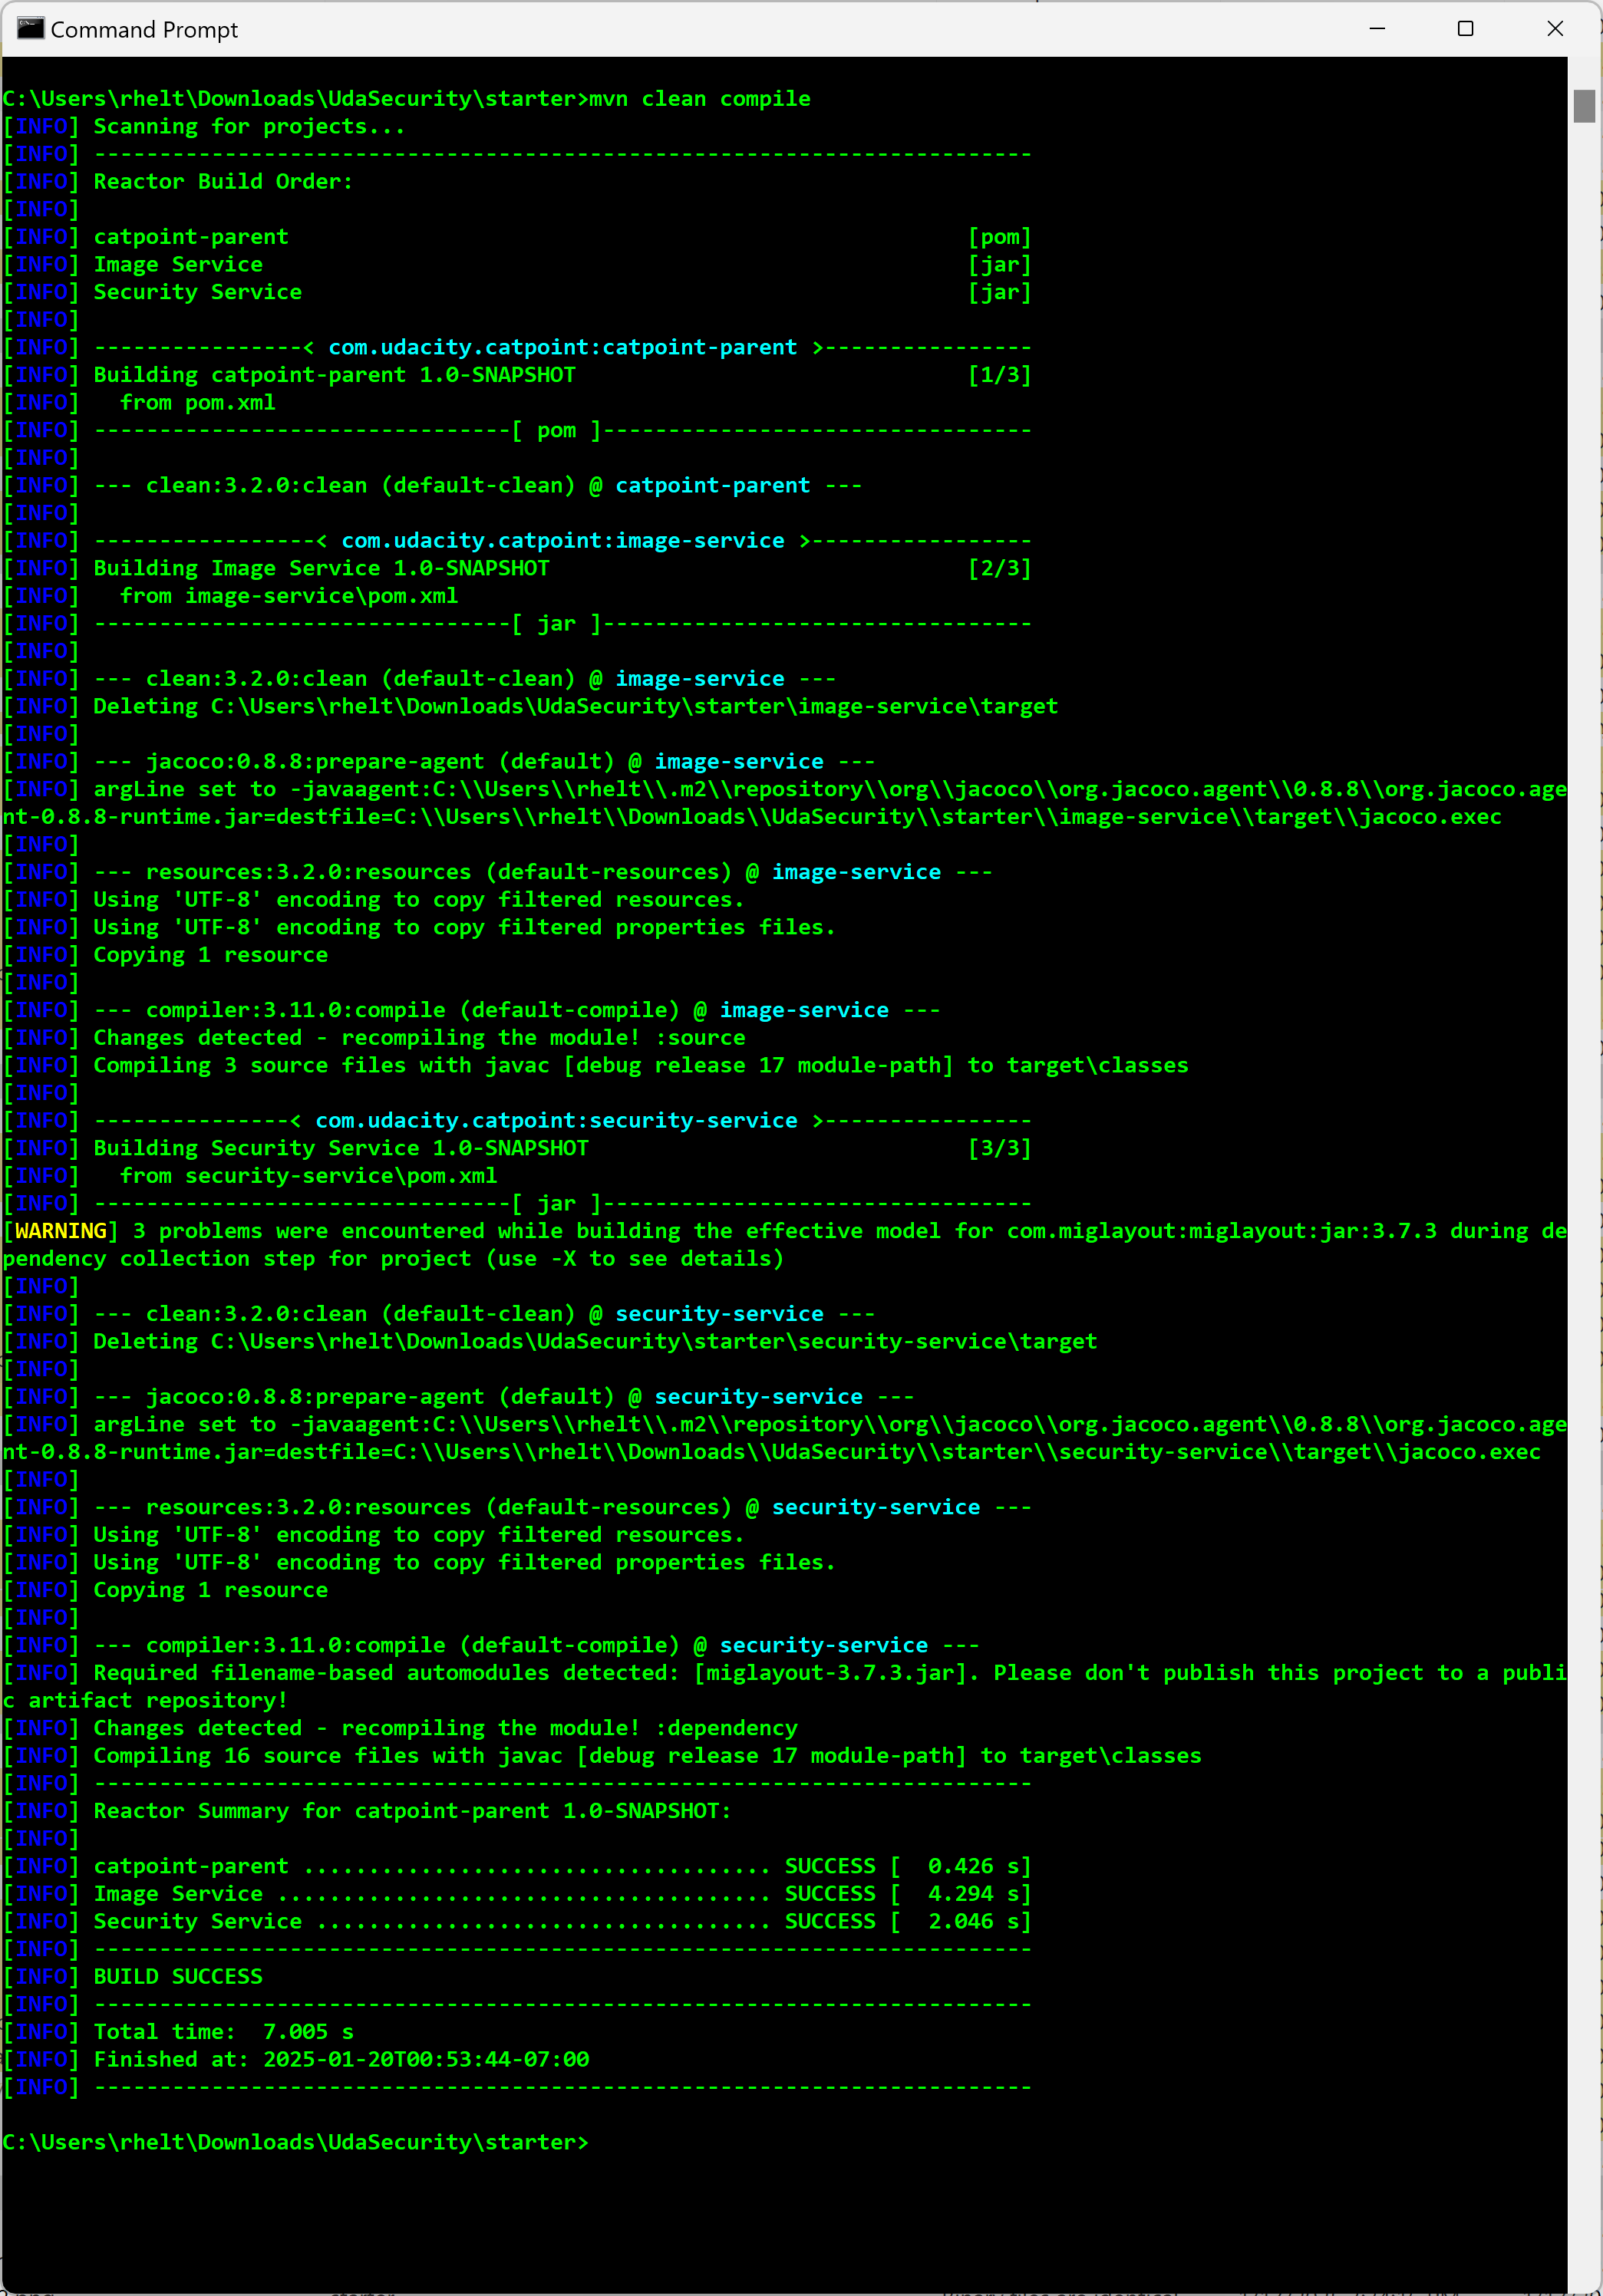 Command Prompt
C:\Users\rhelt\Downloads\UdaSecurity\starter>mvn clean compile
[INFO] Scanning for projects...
[INFO] ------------------------------------------------------------------------
[INFO] Reactor Build Order:
[INFO]
[INFO] catpoint-parent                                                    [pom]
[INFO] Image Service                                                      [jar]
[INFO] Security Service                                                   [jar]
[INFO]
[INFO] ----------------< com.udacity.catpoint:catpoint-parent >----------------
[INFO] Building catpoint-parent 1.0-SNAPSHOT                              [1/3]
[INFO]   from pom.xml
[INFO] --------------------------------[ pom ]---------------------------------
[INFO]
[INFO] --- clean:3.2.0:clean (default-clean) @ catpoint-parent ---
[INFO]
[INFO] -----------------< com.udacity.catpoint:image-service >-----------------
[INFO] Building Image Service 1.0-SNAPSHOT                                [2/3]
[INFO]   from image-service\pom.xml
[INFO] --------------------------------[ jar ]---------------------------------
[INFO]
[INFO] --- clean:3.2.0:clean (default-clean) @ image-service ---
[INFO] Deleting C:\Users\rhelt\Downloads\UdaSecurity\starter\image-service\target
[INFO]
[INFO] --- jacoco:0.8.8:prepare-agent (default) @ image-service ---
[INFO] argLine set to -javaagent:C:\\Users\\rhelt\\.m2\\repository\\org\\jacoco\\org.jacoco.agent\\0.8.8\\org.jacoco.age
nt-0.8.8-runtime.jar=destfile=C:\\Users\\rhelt\\Downloads\\UdaSecurity\\starter\\image-service\\target\\jacoco.exec
[INFO]
[INFO] --- resources:3.2.0:resources (default-resources) @ image-service ---
[INFO] Using 'UTF-8' encoding to copy filtered resources.
[INFO] Using 'UTF-8' encoding to copy filtered properties files.
[INFO] Copying 1 resource
[INFO]
[INFO] --- compiler:3.11.0:compile (default-compile) @ image-service ---
[INFO] Changes detected - recompiling the module! :source
[INFO] Compiling 3 source files with javac [debug release 17 module-path] to target\classes
[INFO]
[INFO] ---------------< com.udacity.catpoint:security-service >----------------
[INFO] Building Security Service 1.0-SNAPSHOT                             [3/3]
[INFO]   from security-service\pom.xml
[INFO] --------------------------------[ jar ]---------------------------------
[WARNING] 3 problems were encountered while building the effective model for com.miglayout:miglayout:jar:3.7.3 during de
pendency collection step for project (use -X to see details)
[INFO]
[INFO] --- clean:3.2.0:clean (default-clean) @ security-service ---
[INFO] Deleting C:\Users\rhelt\Downloads\UdaSecurity\starter\security-service\target
[INFO]
[INFO] --- jacoco:0.8.8:prepare-agent (default) @ security-service ---
[INFO] argLine set to -javaagent:C:\\Users\\rhelt\\.m2\\repository\\org\\jacoco\\org.jacoco.agent\\0.8.8\\org.jacoco.age
nt-0.8.8-runtime.jar=destfile=C:\\Users\\rhelt\\Downloads\\UdaSecurity\\starter\\security-service\\target\\jacoco.exec
[INFO]
[INFO] --- resources:3.2.0:resources (default-resources) @ security-service ---
[INFO] Using 'UTF-8' encoding to copy filtered resources.
[INFO] Using 'UTF-8' encoding to copy filtered properties files.
[INFO] Copying 1 resource
[INFO]
[INFO] --- compiler:3.11.0:compile (default-compile) @ security-service ---
[INFO] Required filename-based automodules detected: [miglayout-3.7.3.jar]. Please don't publish this project to a publi
c artifact repository!
[INFO] Changes detected - recompiling the module! :dependency
[INFO] Compiling 16 source files with javac [debug release 17 module-path] to target\classes
[INFO] ------------------------------------------------------------------------
[INFO] Reactor Summary for catpoint-parent 1.0-SNAPSHOT:
[INFO]
[INFO] catpoint-parent .................................... SUCCESS [  0.426 s]
[INFO] Image Service ...................................... SUCCESS [  4.294 s]
[INFO] Security Service ................................... SUCCESS [  2.046 s]
[INFO] ------------------------------------------------------------------------
[INFO] BUILD SUCCESS
[INFO] ------------------------------------------------------------------------
[INFO] Total time:  7.005 s
[INFO] Finished at: 2025-01-20T00:53:44-07:00
[INFO] ------------------------------------------------------------------------
C:\Users\rhelt\Downloads\UdaSecurity\starter>